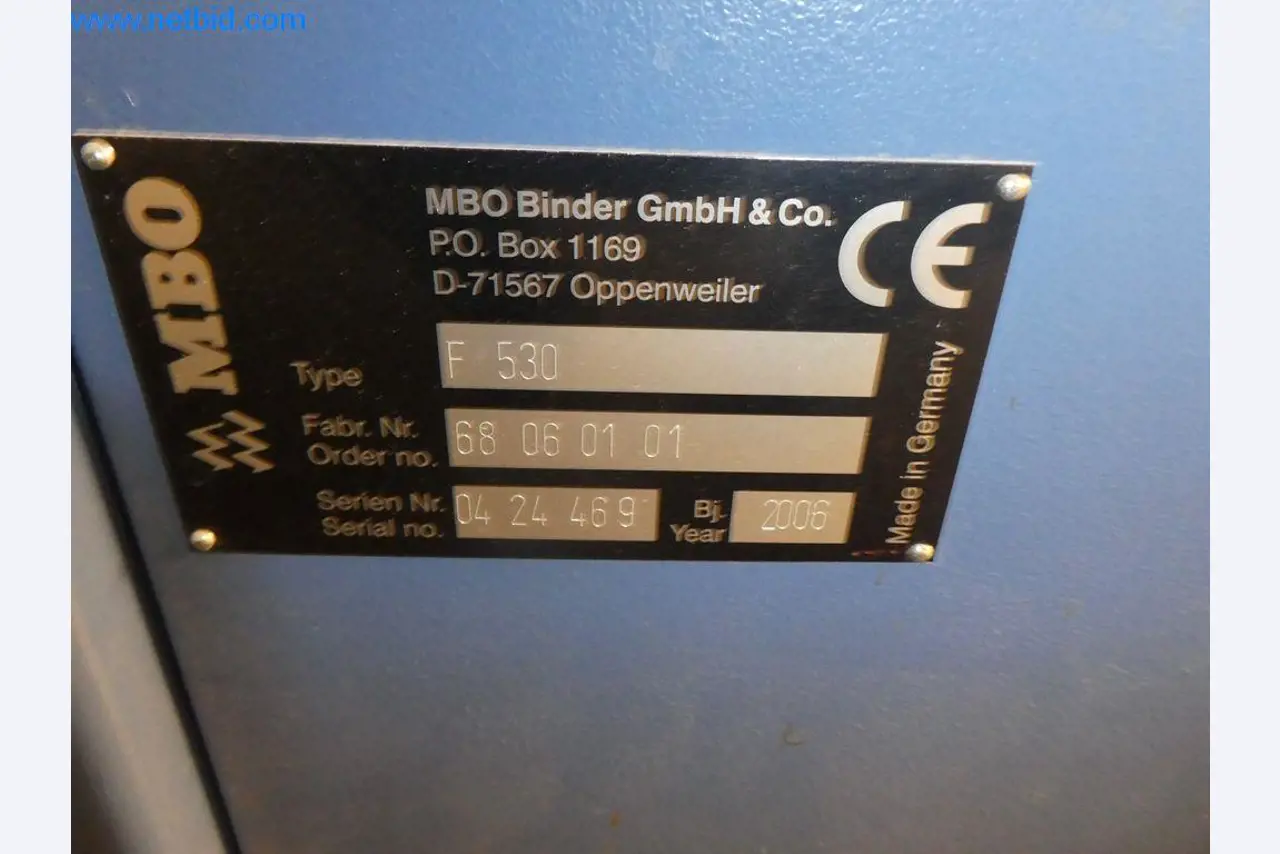 www.netbid.com
MBO
MBO Binder GmbH & Co.
P.O. Box 1169
D-71567 Oppenweiler
CE
Type F 530
Fabr. Nr.
Order no. 68 06 01 01
Serien Nr. Bj.
Serial no. 04 24 469 Year 2006
Made in Germany